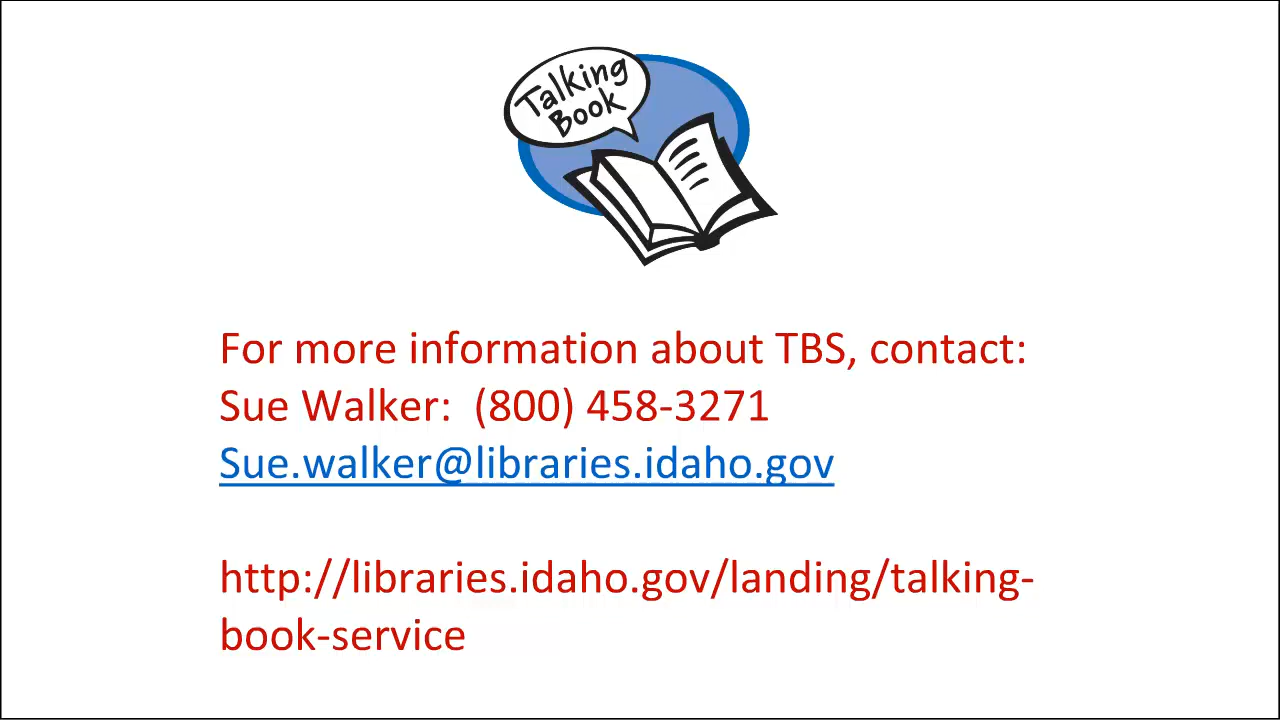 Talking
Book
For more information about TBS, contact:
Sue Walker:  (800) 458-3271
Sue.walker@libraries.idaho.gov
http://libraries.idaho.gov/landing/talking-
book-service